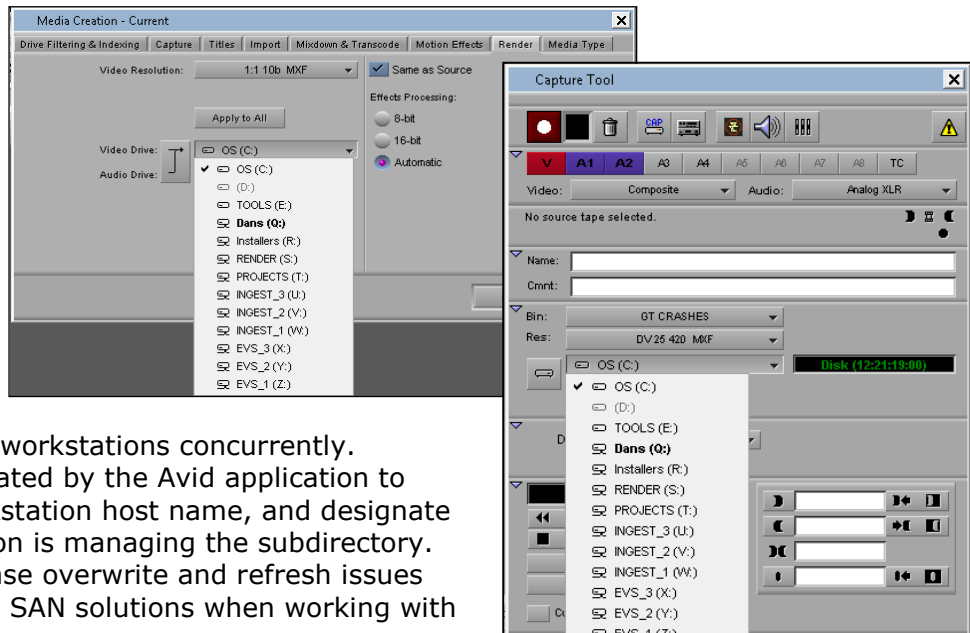 Media Creation - Current
Drive Filtering & Indexing Capture Titles Import Mixdown & Transcode Motion Effects Render Media Type
Video Resolution: 1:1 10b MXF Same as Source
Effects Processing:
Apply to All 8-bit
16-bit
Video Drive: OS (C:) Automatic
Audio Drive:
OS (C:)
(D:)
TOOLS (E:)
Dans (Q:)
Installers (R:)
RENDER (S:)
PROJECTS (T:)
INGEST_3 (U:)
INGEST_2 (V:)
INGEST_1 (W:)
EVS_3 (X:)
EVS_2 (Y:)
EVS_1 (Z:)
Capture Tool
CAP
V A1 A2 A3 A4 A5 A6 A7 A8 TC
Video: Composite Audio: Analog XLR
No source tape selected.
Name:
Cmnt:
Bin: GT CRASHES
Res: DV 25 420 MXF
OS (C:) Disk (12:21:19:00)
OS (C:)
(D:)
TOOLS (E:)
Dans (Q:)
Installers (R:)
RENDER (S:)
PROJECTS (T:)
INGEST_3 (U:)
INGEST_2 (V:)
INGEST_1 (W:)
EVS_3 (X:)
EVS_2 (Y:)
EVS_1 (Z:)
workstations concurrently.
ated by the Avid application to
kstation host name, and designate
on is managing the subdirectory.
ase overwrite and refresh issues
SAN solutions when working with